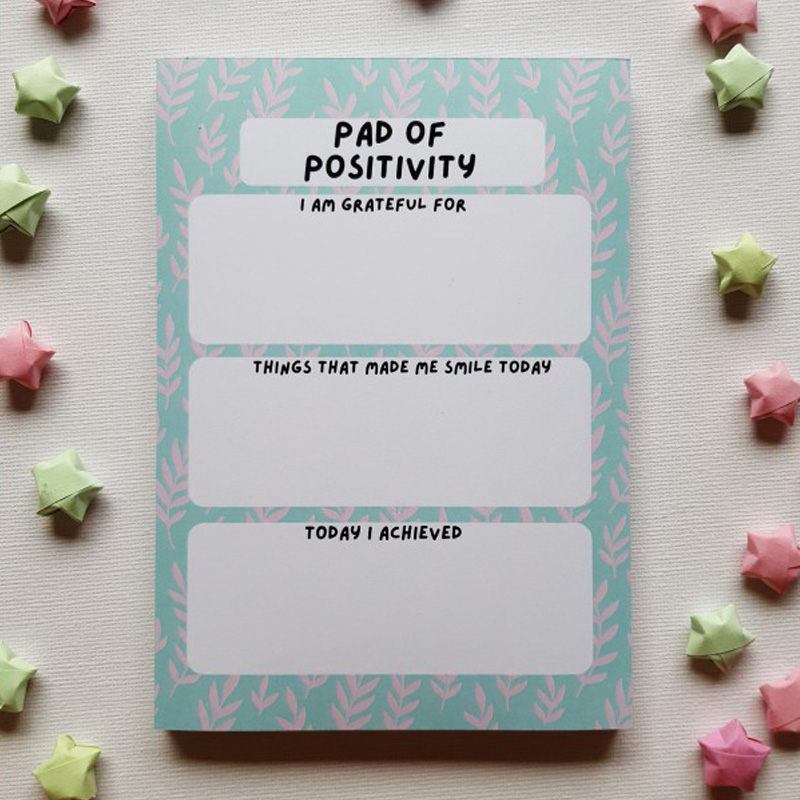 PAD OF
POSITIVITY
I AM GRATEFUL FOR
THINGS THAT MADE ME SMILE TODAY
TODAY I ACHIEVED